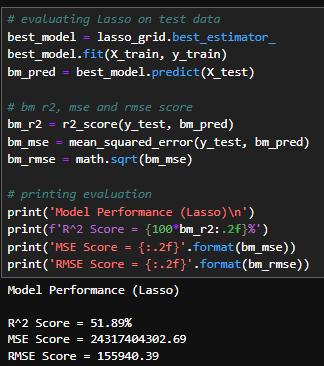 # evaluating Lasso on test data
best_model = lasso_grid.best_estimator_
best_model.fit(X_train, y_train)
bm_pred = best_model.predict(X_test)
# bm r2, mse and rmse score
bm_r2 = r2_score(y_test, bm_pred)
bm_mse = mean_squared_error(y_test, bm_pred)
bm_rmse = math.sqrt(bm_mse)
# printing evaluation
print('Model Performance (Lasso)\n')
print(f'R^2 Score = {100*bm_r2:.2f}%')
print('MSE Score = {:.2f}'.format(bm_mse))
print('RMSE Score = {:.2f}'.format(bm_rmse))
Model Performance (Lasso)
R^2 Score = 51.89%
MSE Score = 24317404302.69
RMSE Score = 155940.39